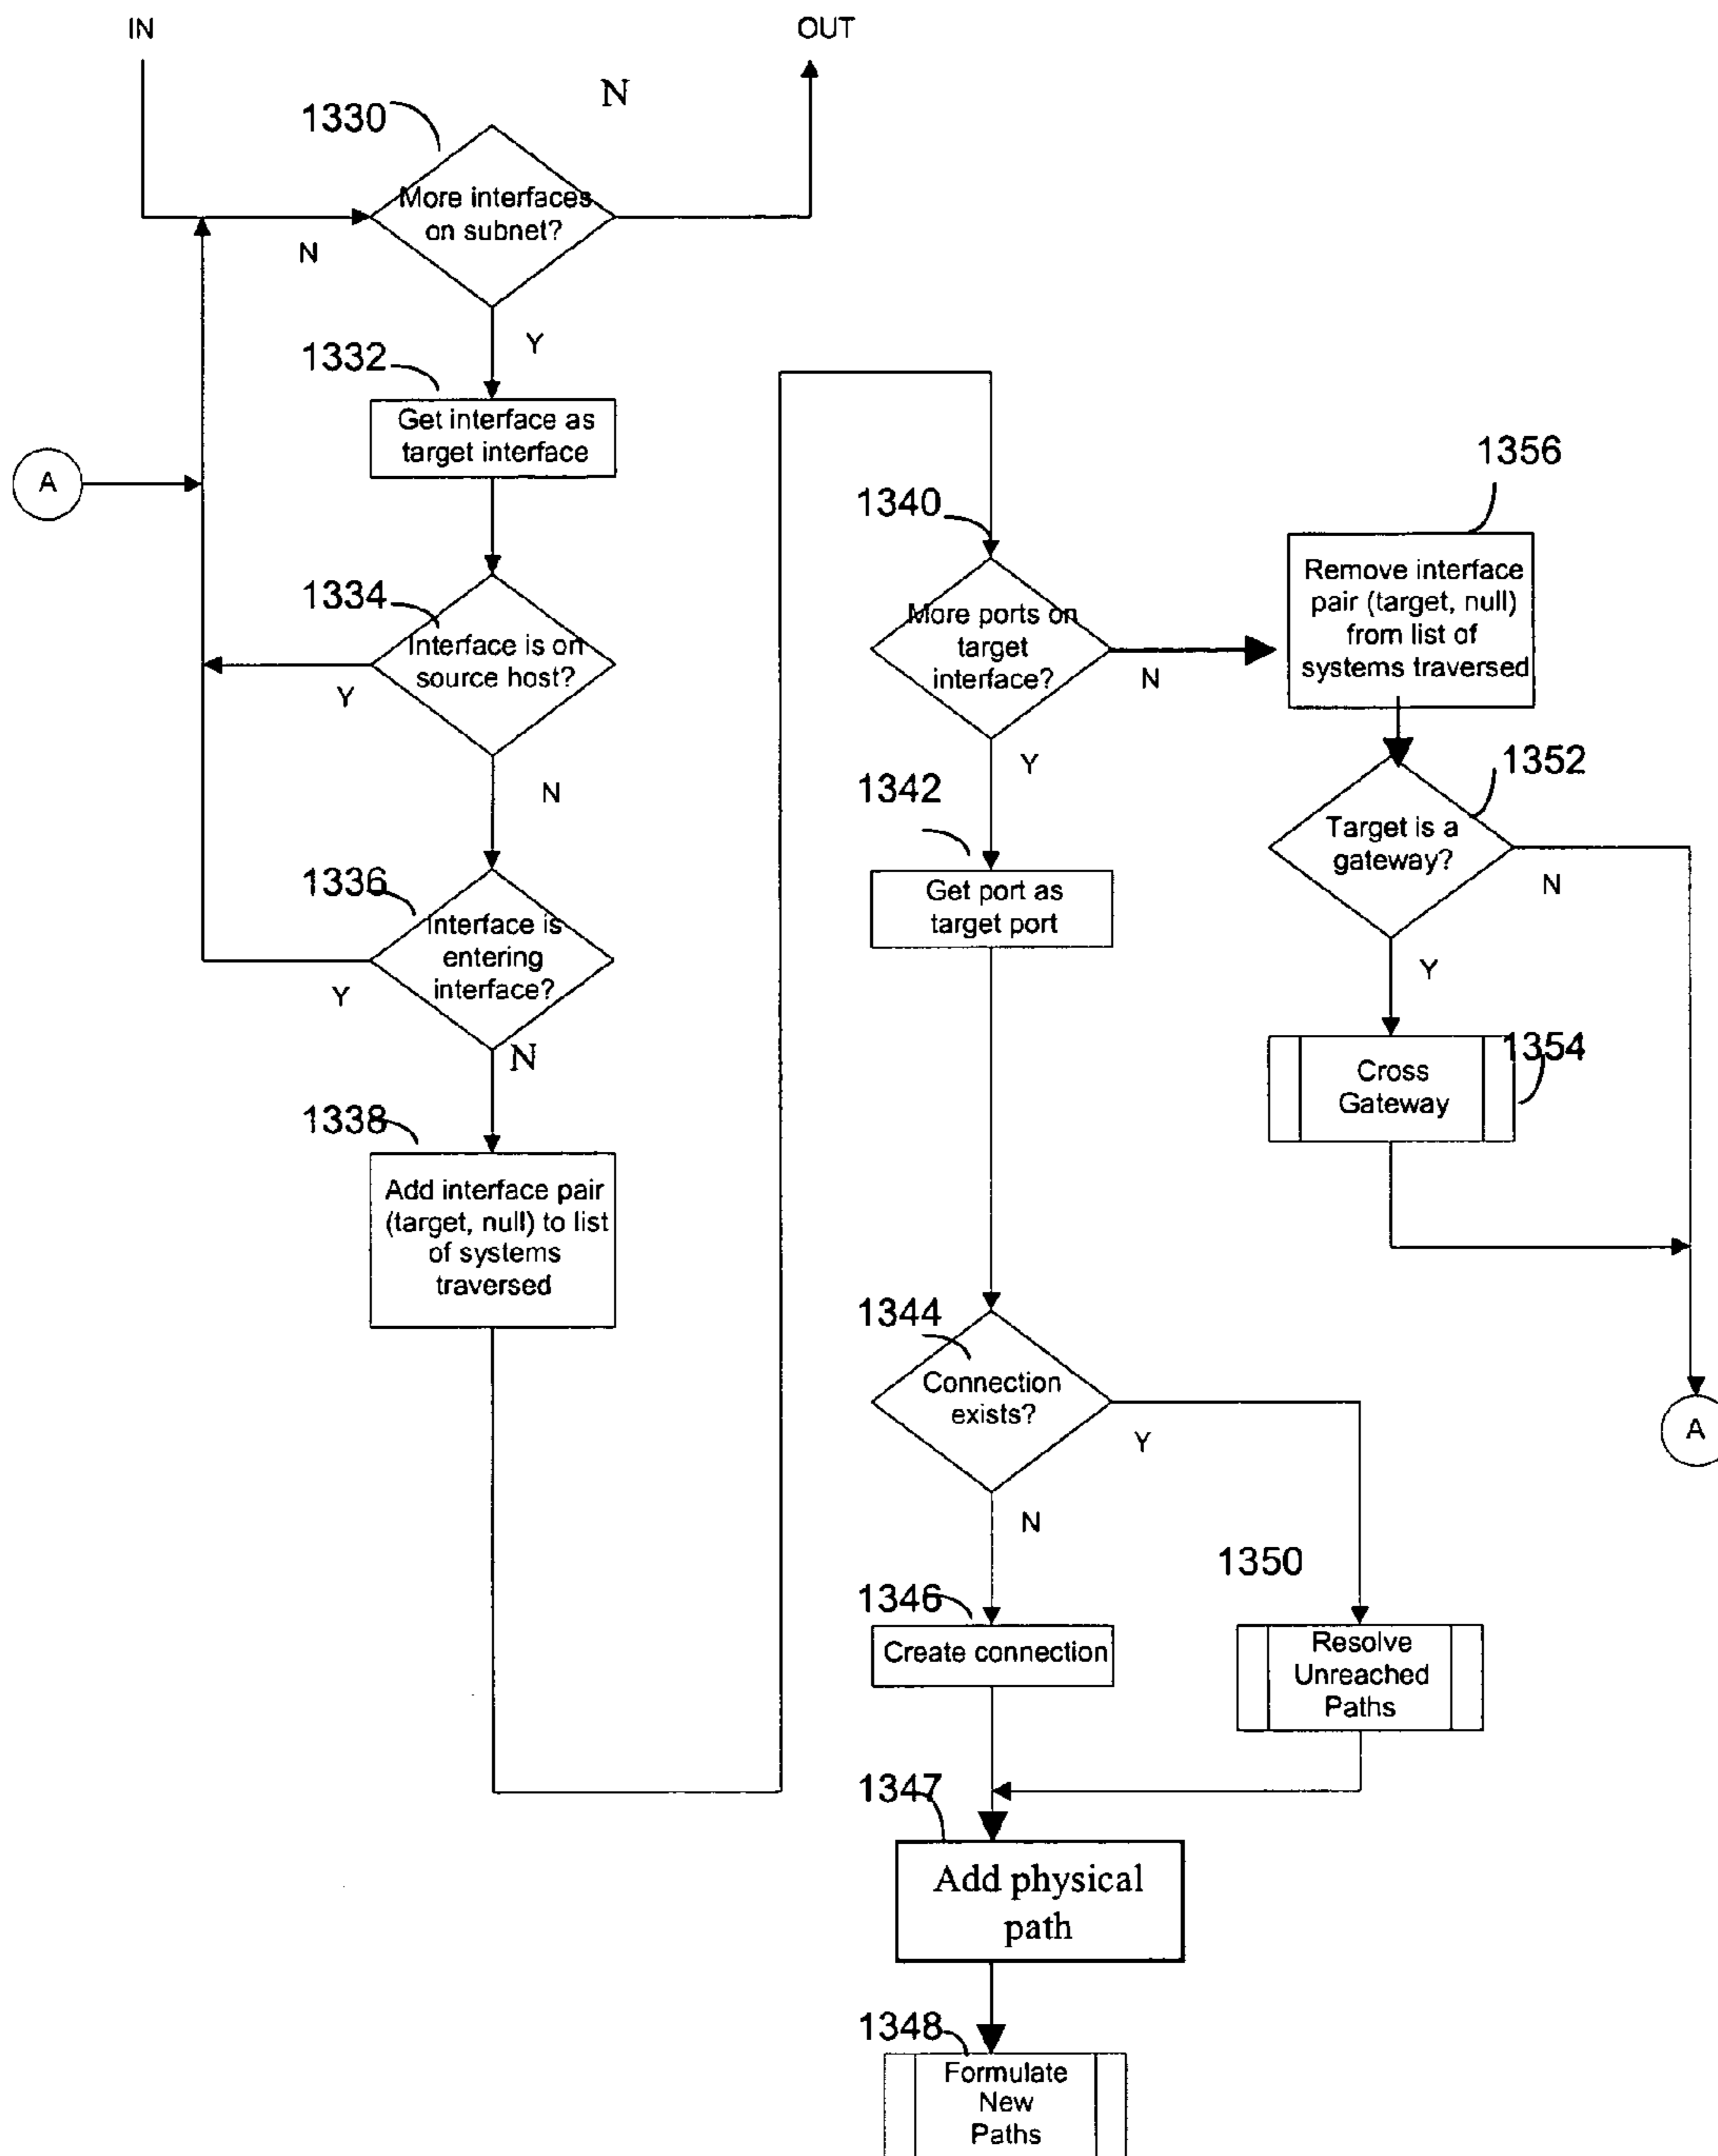 IN
OUT
N
1330
More interfaces
on subnet?
N
Y
1332
Get interface as
target interface
A
1334
Interface is on
source host?
Y
N
1336
Interface is
entering
interface?
Y
N
1338
Add interface pair
(target, null) to list
of systems
traversed
1340
More ports on
target
interface?
N
Y
1356
Remove interface
pair (target, null)
from list of
systems traversed
1352
Target is a
gateway?
N
Y
1354
Cross
Gateway
A
1342
Get port as
target port
1344
Connection
exists?
Y
N
1346
Create connection
1350
Resolve
Unreached
Paths
1347
Add physical
path
1348
Formulate
New
Paths